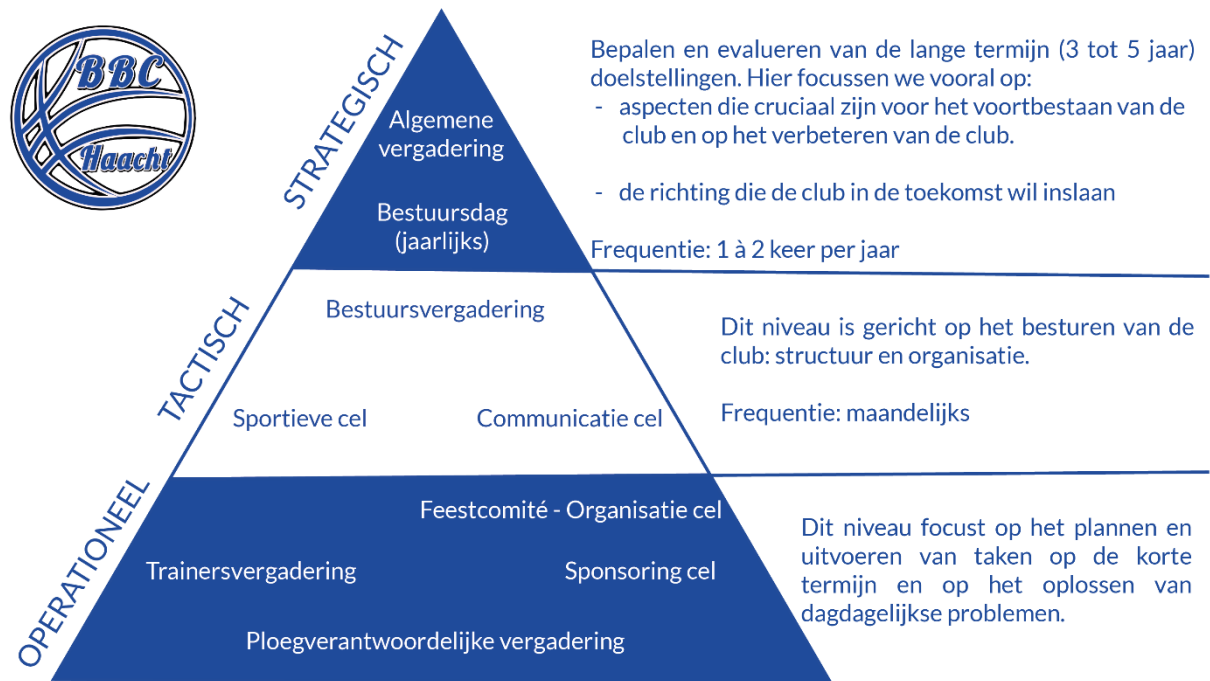 BBC
Haacht
STRATEGISCH
Algemene
vergadering
Bestuursdag
(jaarlijks)
Bepalen en evalueren van de lange termijn (3 tot 5 jaar)
doelstellingen. Hier focussen we vooral op:
- aspecten die cruciaal zijn voor het voortbestaan van de
club en op het verbeteren van de club.
- de richting die de club in de toekomst wil inslaan
Frequentie: 1 à 2 keer per jaar
TACTISCH
Bestuursvergadering
Sportieve cel
Communicatie cel
Dit niveau is gericht op het besturen van de
club: structuur en organisatie.
Frequentie: maandelijks
OPERATIONEEL
Feestcomité - Organisatie cel
Trainersvergadering
Sponsoring cel
Ploegverantwoordelijke vergadering
Dit niveau focust op het plannen en
uitvoeren van taken op de korte
termijn en op het oplossen van
dagdagelijkse problemen.